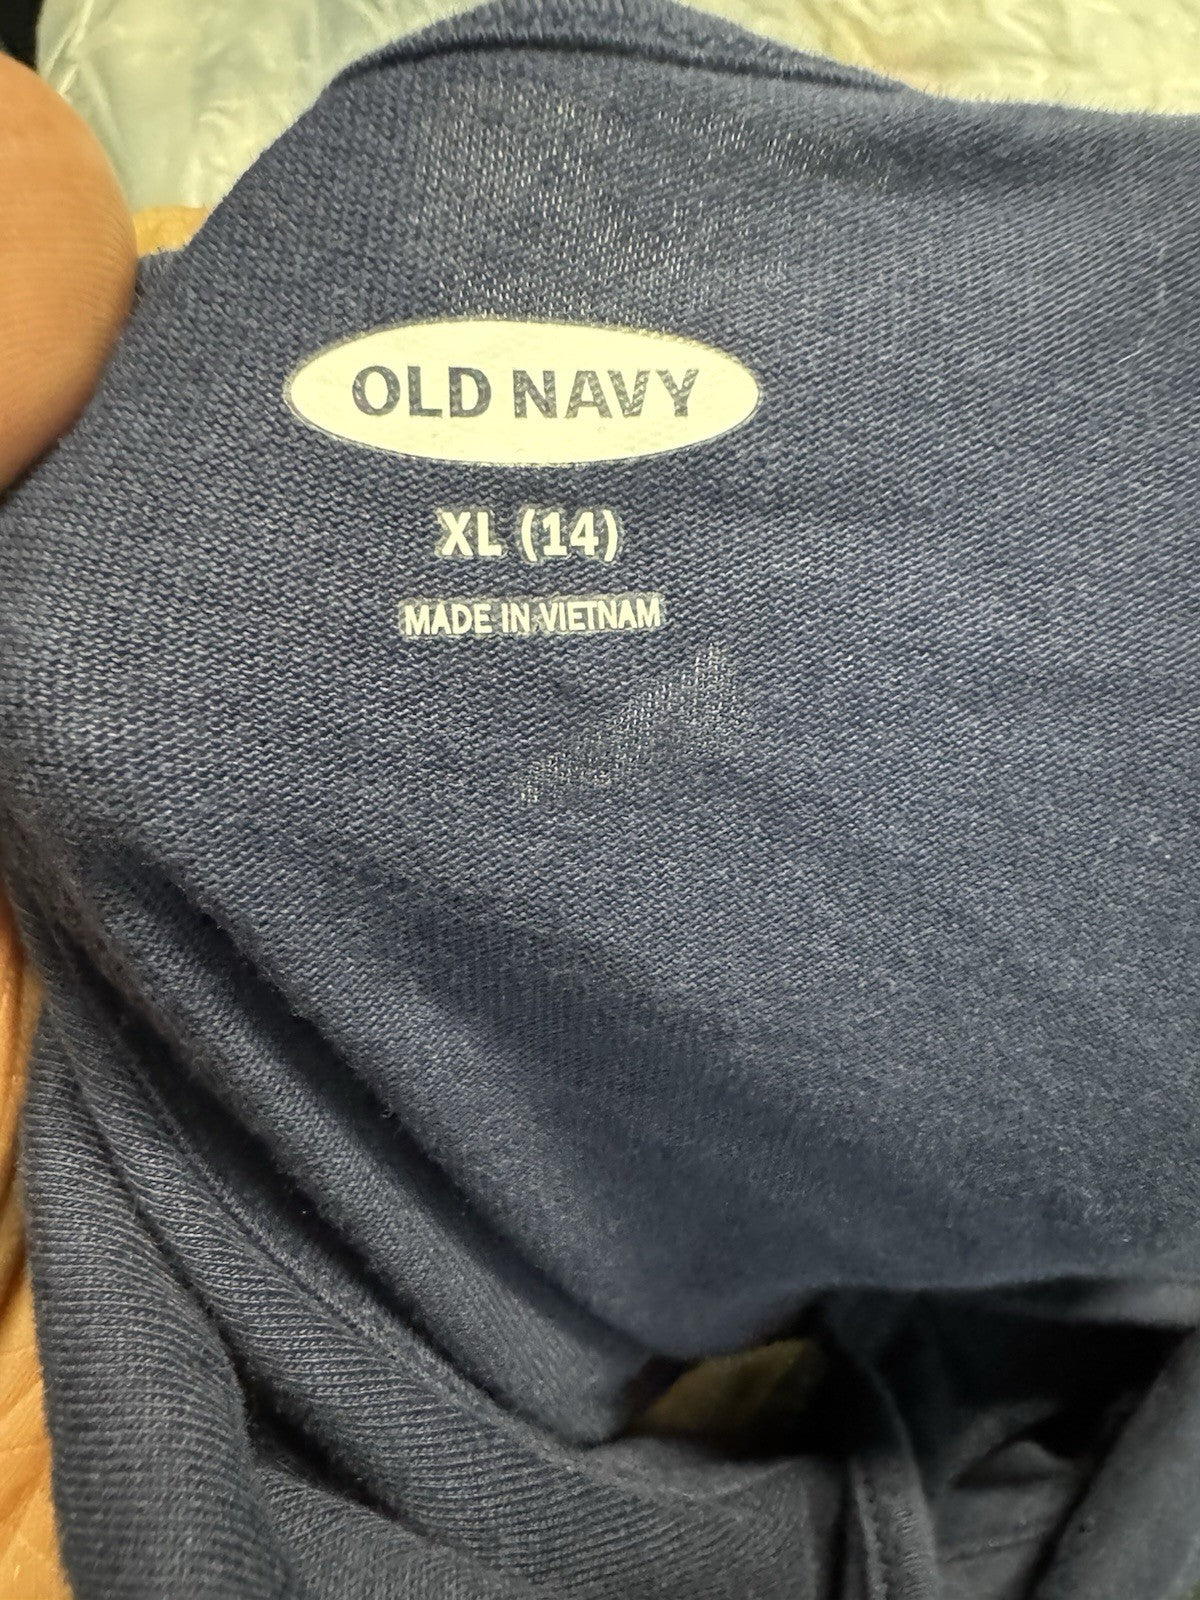 OLD NAVY
XL (14)
MADE IN VIETNAM